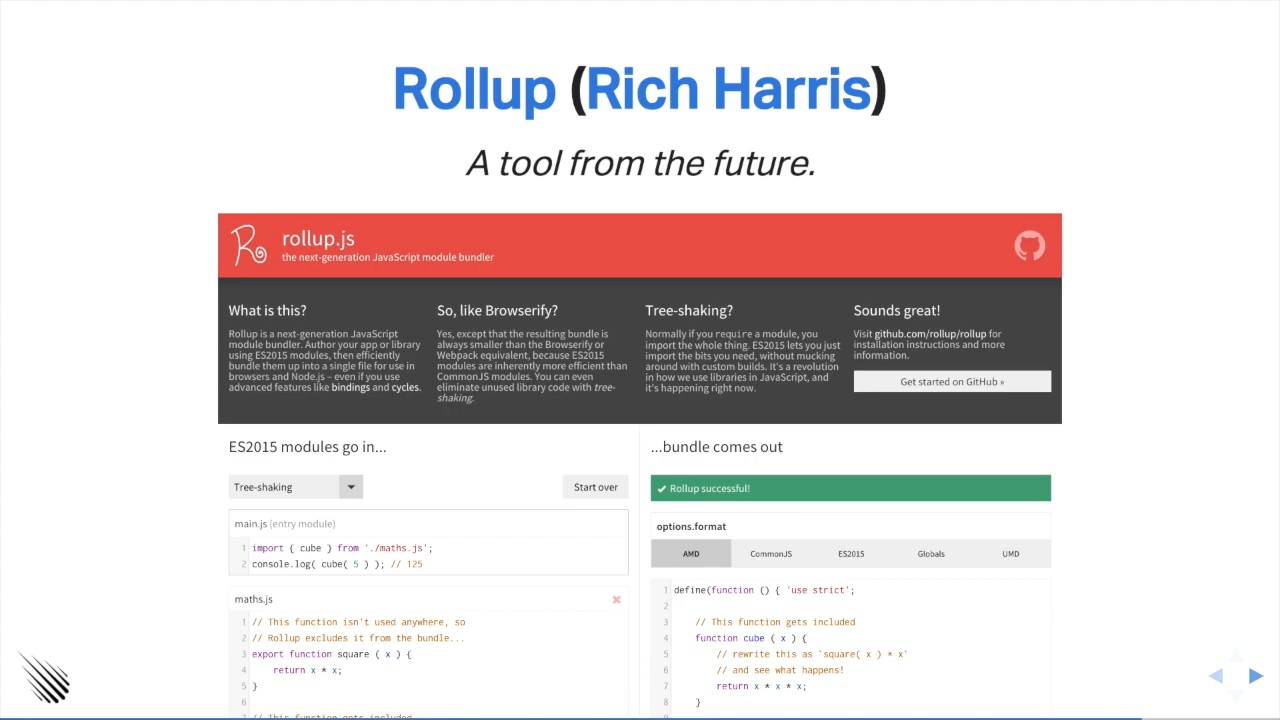 Rollup (Rich Harris)
A tool from the future.
rollup.js
the next-generation JavaScript module bundler
What is this?
Rollup is a next-generation JavaScript
module bundler. Author your app or library
using ES2015 modules, then efficiently
bundle them up into a single file for use in
browsers and Node.js – even if you use
advanced features like bindings and cycles.
So, like Browserify?
Yes, except that the resulting bundle is
always smaller than the Browserify or
Webpack equivalent, because ES2015
modules are inherently more efficient than
CommonJS modules. You can even
eliminate unused library code with tree-
shaking.
Tree-shaking?
Normally if you require a module, you
import the whole thing. ES2015 lets you just
import the bits you need, without mucking
around with custom builds. It's a revolution
in how we use libraries in JavaScript, and
it's happening right now.
Sounds great!
Visit github.com/rollup/rollup for
installation instructions and more
information.
Get started on GitHub »
ES2015 modules go in...
Tree-shaking
Start over
main.js (entry module)
1 import { cube } from './maths.js';
2 console.log( cube( 5 ) ); // 125
maths.js
1 // This function isn't used anywhere, so
2 // Rollup excludes it from the bundle...
3 export function square ( x ) {
4 return x * x;
5 }
6
7 // This function gets included
...bundle comes out
Rollup successful!
options.format
AMD CommonJS ES2015 Globals UMD
1 define(function () { 'use strict';
2
3 // This function gets included
4 function cube ( x ) {
5 // rewrite this as `square( x ) * x`
6 // and see what happens!
7 return x * x * x;
8 }
9